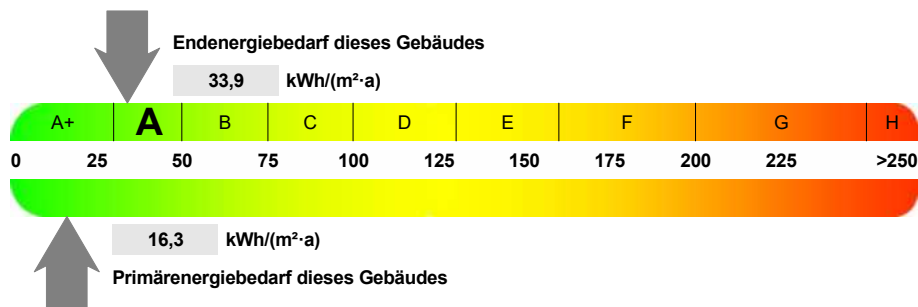 Endenergiebedarf dieses Gebäudes
33,9 kWh/(m²·a)
A+ A B C D E F G H
0 25 50 75 100 125 150 175 200 225 >250
16,3 kWh/(m²·a)
Primärenergiebedarf dieses Gebäudes